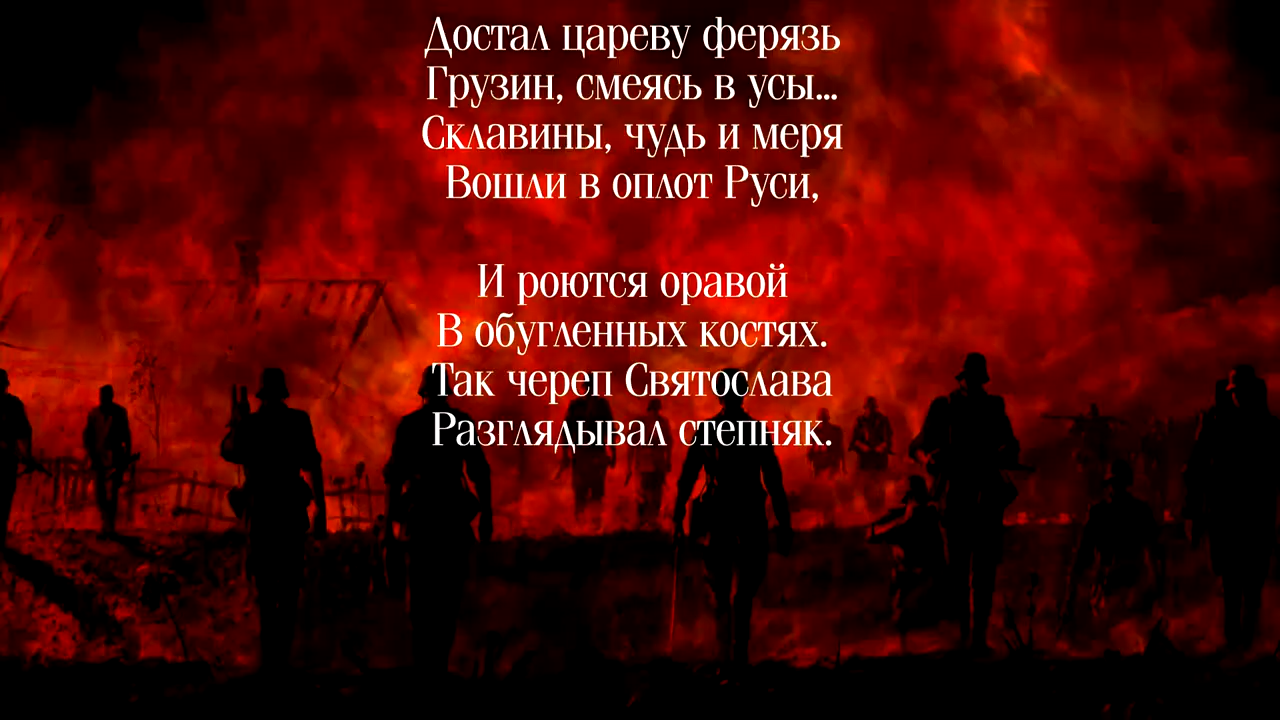 Достал цареву ферязь
Грузин, смеясь в усы...
Склавины, чудь и меря
Вошли в оплот Руси,
И роются оравой
В обугленных костях.
Так череп Святослава
Разглядывал степняк.